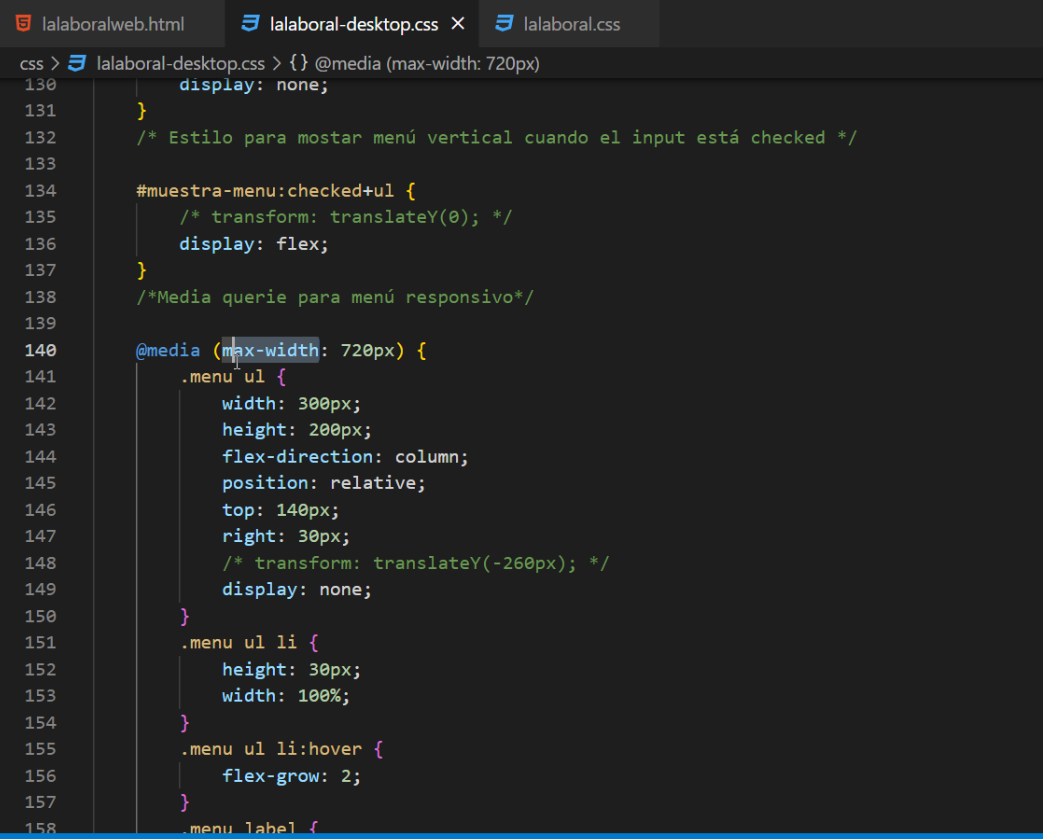 lalaboralweb.html lalaboral-desktop.css × lalaboral.css
css > lalaboral-desktop.css > {} @media (max-width: 720px)
130 display: none;
131 }
132 /* Estilo para mostar menú vertical cuando el input está checked */
133
134 #muestra-menu:checked+ul {
135 /* transform: translateY(0); */
136 display: flex;
137 }
138 /*Media querie para menú responsivo*/
139
140 @media (max-width: 720px) {
141 .menu ul {
142 width: 300px;
143 height: 200px;
144 flex-direction: column;
145 position: relative;
146 top: 140px;
147 right: 30px;
148 /* transform: translateY(-260px); */
149 display: none;
150 }
151 .menu ul li {
152 height: 30px;
153 width: 100%;
154 }
155 .menu ul li:hover {
156 flex-grow: 2;
157 }
158 .menu label {